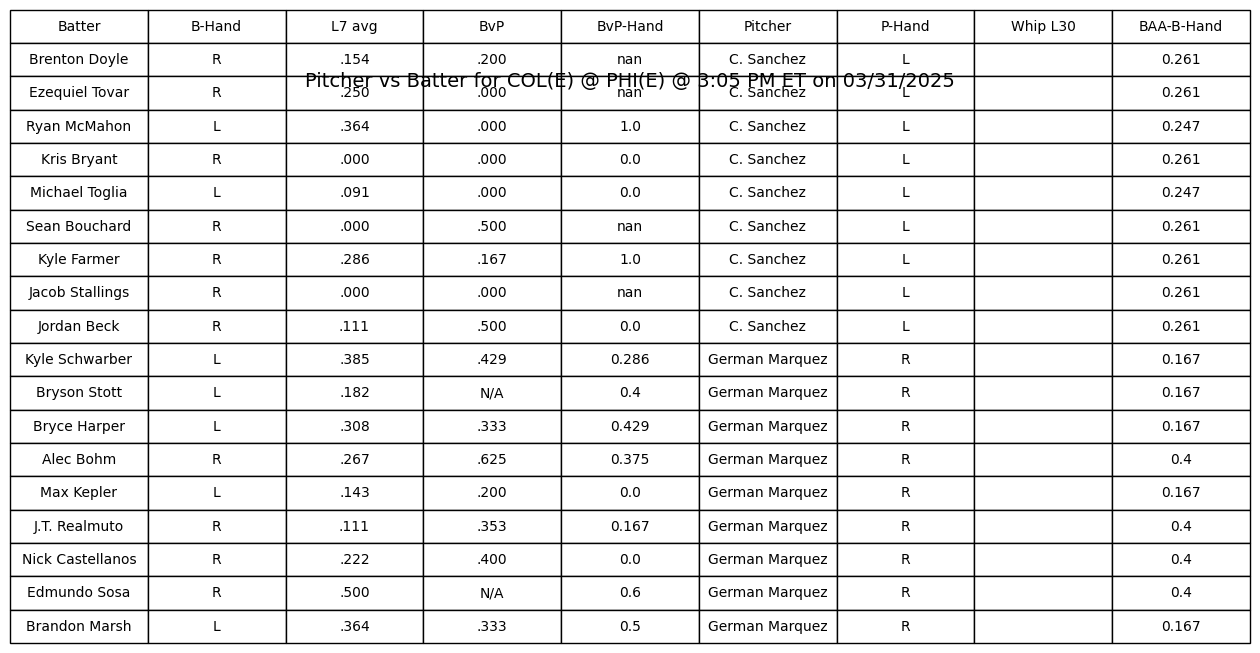 Batter B-Hand L7 avg BvP BvP-Hand Pitcher P-Hand Whip L30 BAA-B-Hand
Brenton Doyle R .154 .200 nan C. Sanchez L 0.261
Pitcher vs Batter for COL(E) @ PHI(E) @ 3:05 PM ET on 03/31/2025
Ezequiel Tovar R .250 .000 nan C. Sanchez L 0.261
Ryan McMahon L .364 .000 1.0 C. Sanchez L 0.247
Kris Bryant R .000 .000 0.0 C. Sanchez L 0.261
Michael Toglia L .091 .000 0.0 C. Sanchez L 0.247
Sean Bouchard R .000 .500 nan C. Sanchez L 0.261
Kyle Farmer R .286 .167 1.0 C. Sanchez L 0.261
Jacob Stallings R .000 .000 nan C. Sanchez L 0.261
Jordan Beck R .111 .500 0.0 C. Sanchez L 0.261
Kyle Schwarber L .385 .429 0.286 German Marquez R 0.167
Bryson Stott L .182 N/A 0.4 German Marquez R 0.167
Bryce Harper L .308 .333 0.429 German Marquez R 0.167
Alec Bohm R .267 .625 0.375 German Marquez R 0.4
Max Kepler L .143 .200 0.0 German Marquez R 0.167
J.T. Realmuto R .111 .353 0.167 German Marquez R 0.4
Nick Castellanos R .222 .400 0.0 German Marquez R 0.4
Edmundo Sosa R .500 N/A 0.6 German Marquez R 0.4
Brandon Marsh L .364 .333 0.5 German Marquez R 0.167